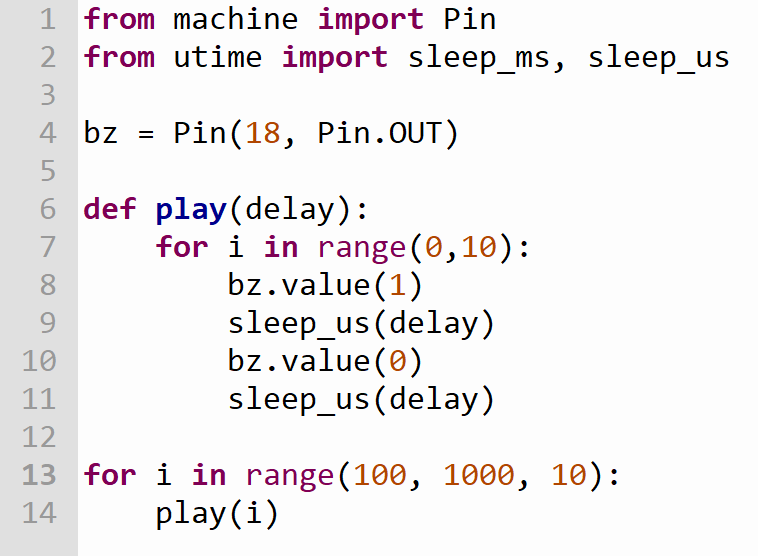 1 from machine import Pin
2 from utime import sleep_ms, sleep_us
3
4 bz = Pin(18, Pin.OUT)
5
6 def play(delay):
7     for i in range(0,10):
8         bz.value(1)
9         sleep_us(delay)
10         bz.value(0)
11         sleep_us(delay)
12
13 for i in range(100, 1000, 10):
14     play(i)